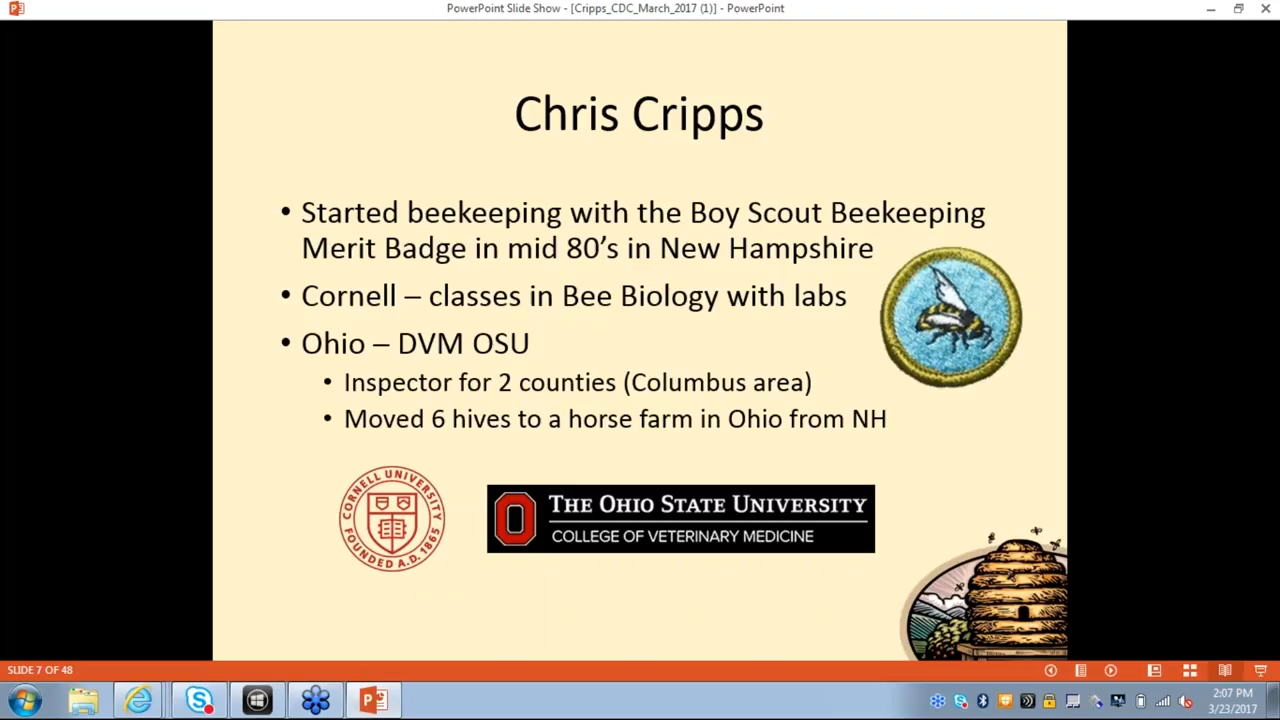 PowerPoint Slide Show - [Cripps_CDC_March_2017 (1)] - PowerPoint
Chris Cripps
• Started beekeeping with the Boy Scout Beekeeping
Merit Badge in mid 80’s in New Hampshire
• Cornell – classes in Bee Biology with labs
• Ohio – DVM OSU
• Inspector for 2 counties (Columbus area)
• Moved 6 hives to a horse farm in Ohio from NH
CORNELL UNIVERSITY
FOUNDED A.D. 1865
THE OHIO STATE UNIVERSITY
COLLEGE OF VETERINARY MEDICINE
SLIDE 7 OF 48
2:07 PM
3/23/2017